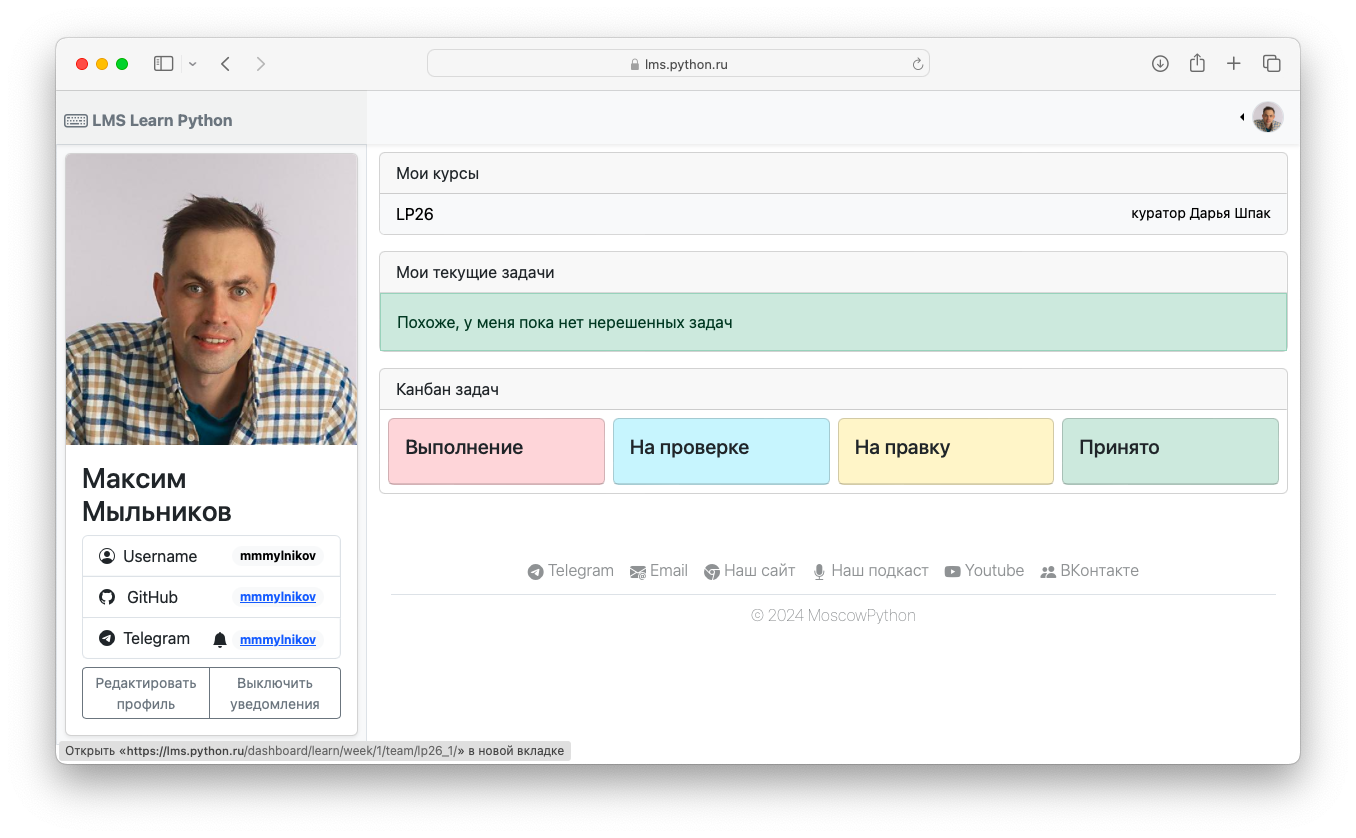 lms.python.ru
LMS Learn Python
Мои курсы
LP26
куратор Дарья Шпак
Мои текущие задачи
Похоже, у меня пока нет нерешенных задач
Канбан задач
Выполнение
На проверке
На правку
Принято
Максим
Мыльников
Username mmmylnikov
GitHub mmmylnikov
Telegram mmmylnikov
Редактировать
профиль
Выключить
уведомления
Telegram Email Наш сайт Наш подкаст Youtube ВКонтакте
© 2024 MoscowPython
Открыть «https://lms.python.ru/dashboard/learn/week/1/team/lp26_1/» в новой вкладке